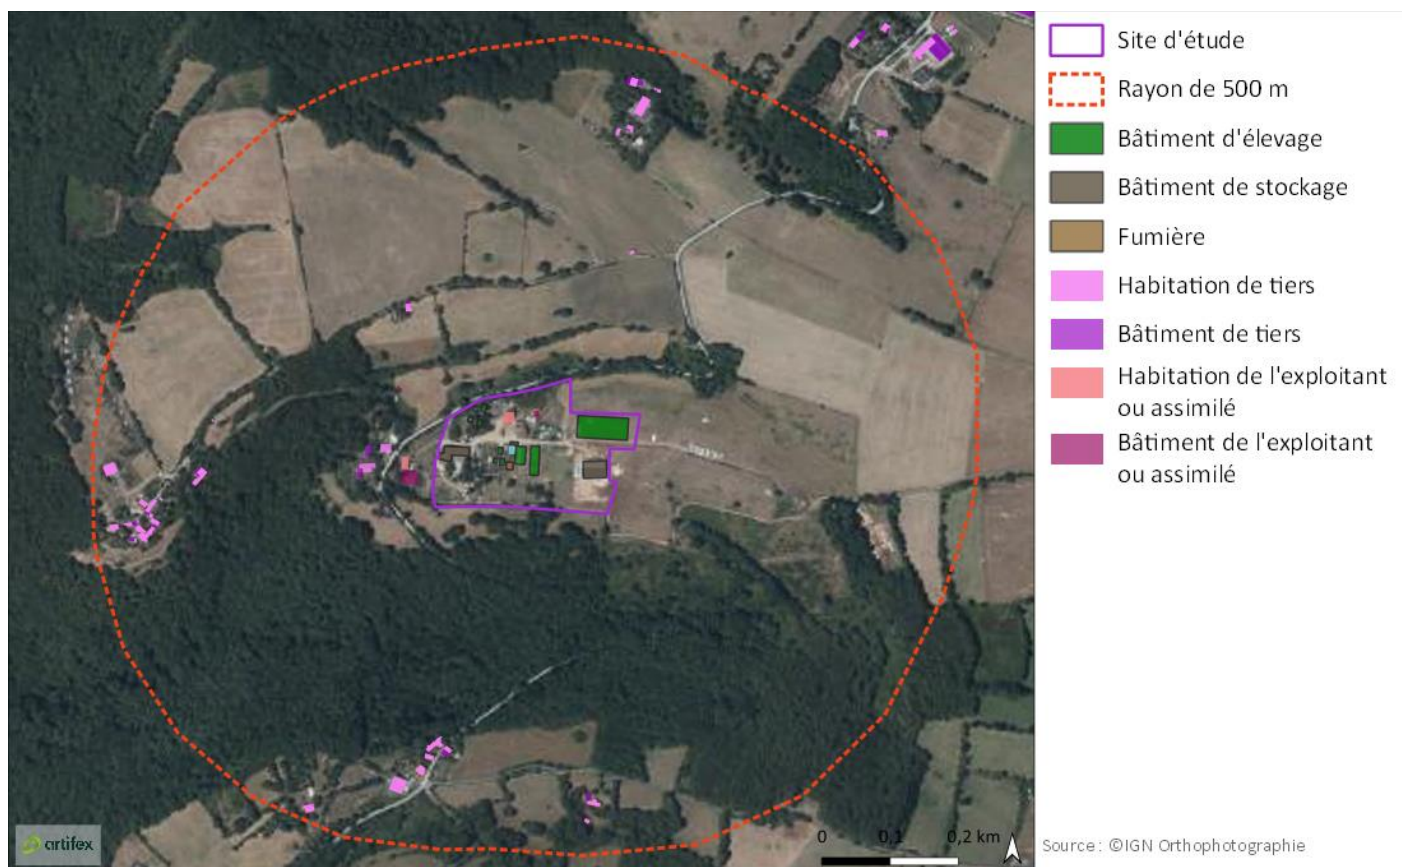 Site d'étude
Rayon de 500 m
Bâtiment d'élevage
Bâtiment de stockage
Fumière
Habitation de tiers
Bâtiment de tiers
Habitation de l'exploitant
ou assimilé
Bâtiment de l'exploitant
ou assimilé
0 0,1 0,2 km
artifex
Source : ©IGN Orthophotographie